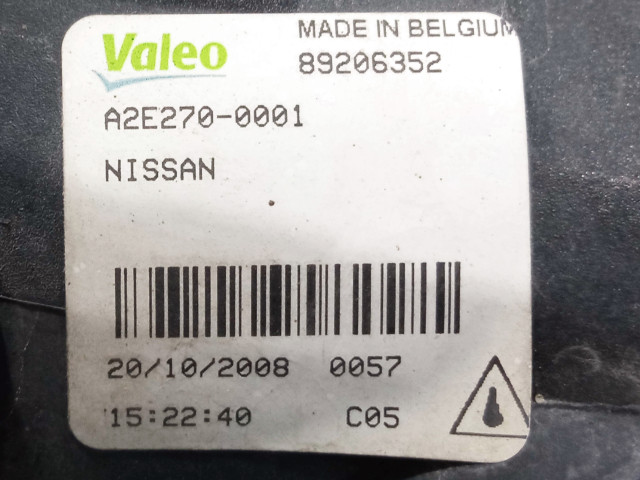 Valeo MADE IN BELGIUM
89206352
A2E270-0001
NISSAN
20/10/2008 0057
15:22:40 C05